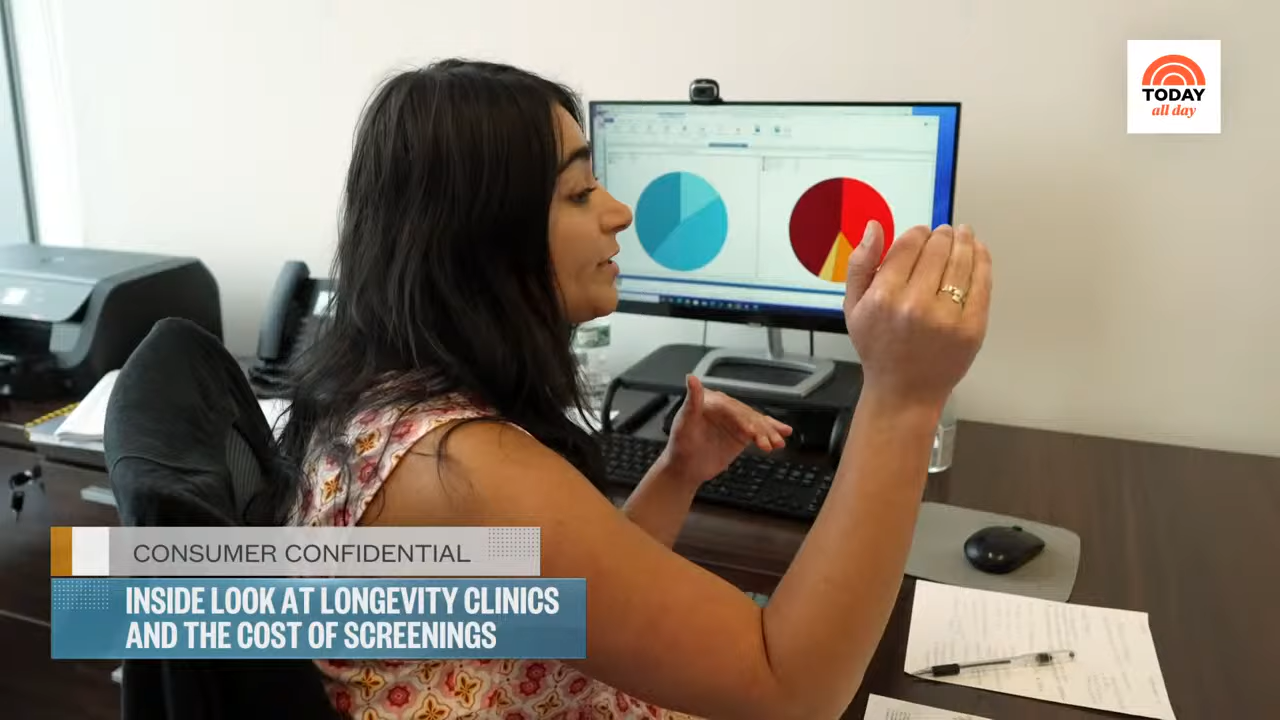 TODAY
all day
CONSUMER CONFIDENTIAL
INSIDE LOOK AT LONGEVITY CLINICS
AND THE COST OF SCREENINGS